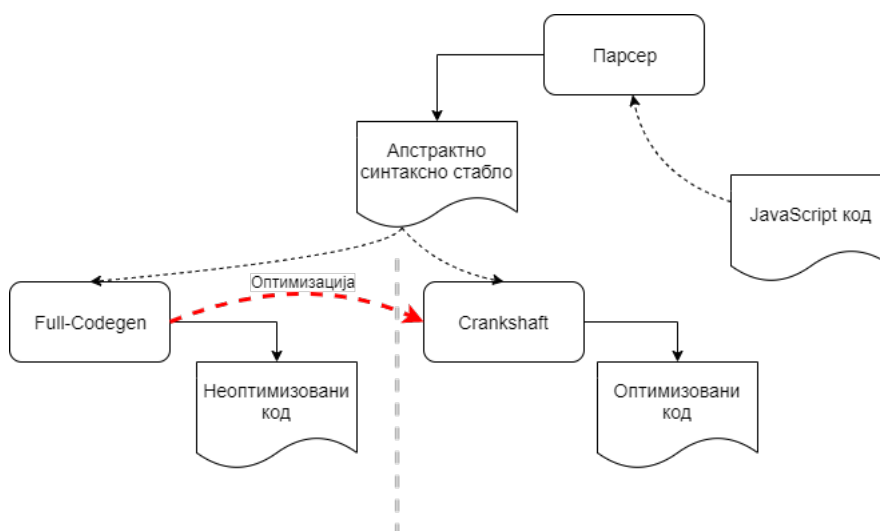 Парсер
Апстрактно
синтаксно стабло
JavaScript код
Оптимизација
Full-Codegen
Crankshaft
Неоптимизовани
код
Оптимизовани
код